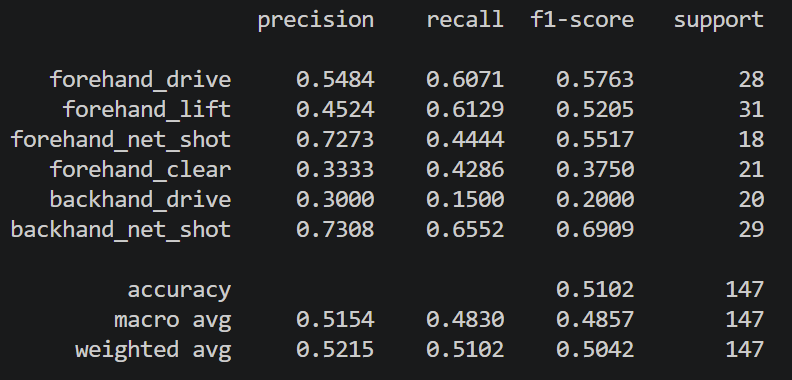 precision recall f1-score support
forehand_drive 0.5484 0.6071 0.5763 28
forehand_lift 0.4524 0.6129 0.5205 31
forehand_net_shot 0.7273 0.4444 0.5517 18
forehand_clear 0.3333 0.4286 0.3750 21
backhand_drive 0.3000 0.1500 0.2000 20
backhand_net_shot 0.7308 0.6552 0.6909 29
accuracy 0.5102 147
macro avg 0.5154 0.4830 0.4857 147
weighted avg 0.5215 0.5102 0.5042 147